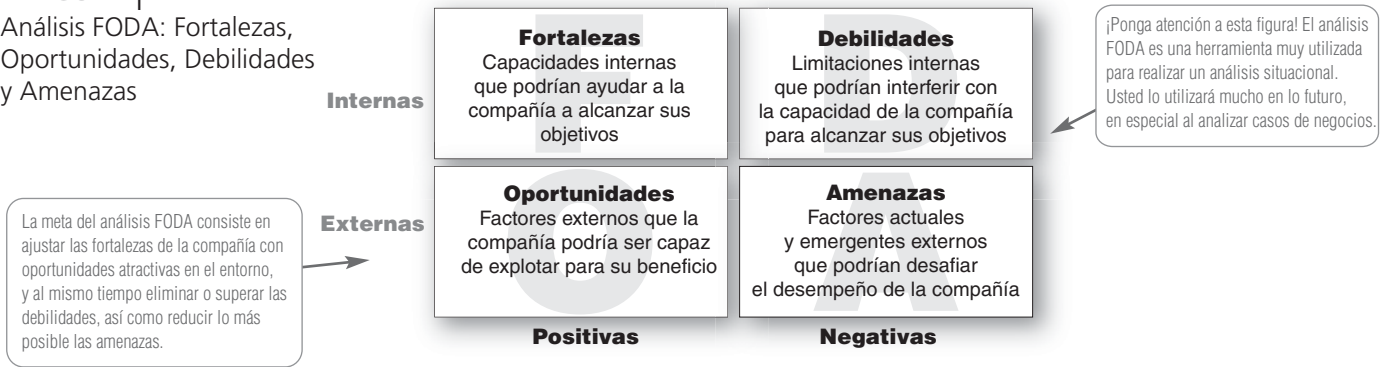 Análisis FODA: Fortalezas,
Oportunidades, Debilidades
y Amenazas
Internas
Fortalezas
Capacidades internas
que podrían ayudar a la
compañía a alcanzar sus
objetivos
Debilidades
Limitaciones internas
que podrían interferir con
la capacidad de la compañía
para alcanzar sus objetivos
¡Ponga atención a esta figura! El análisis
FODA es una herramienta muy utilizada
para realizar un análisis situacional.
Usted lo utilizará mucho en lo futuro,
en especial al analizar casos de negocios.
La meta del análisis FODA consiste en
ajustar las fortalezas de la compañía con
oportunidades atractivas en el entorno,
y al mismo tiempo eliminar o superar las
debilidades, así como reducir lo más
posible las amenazas.
Externas
Oportunidades
Factores externos que la
compañía podría ser capaz
de explotar para su beneficio
Amenazas
Factores actuales
y emergentes externos
que podrían desafiar
el desempeño de la compañía
Positivas
Negativas
F
D
O
A